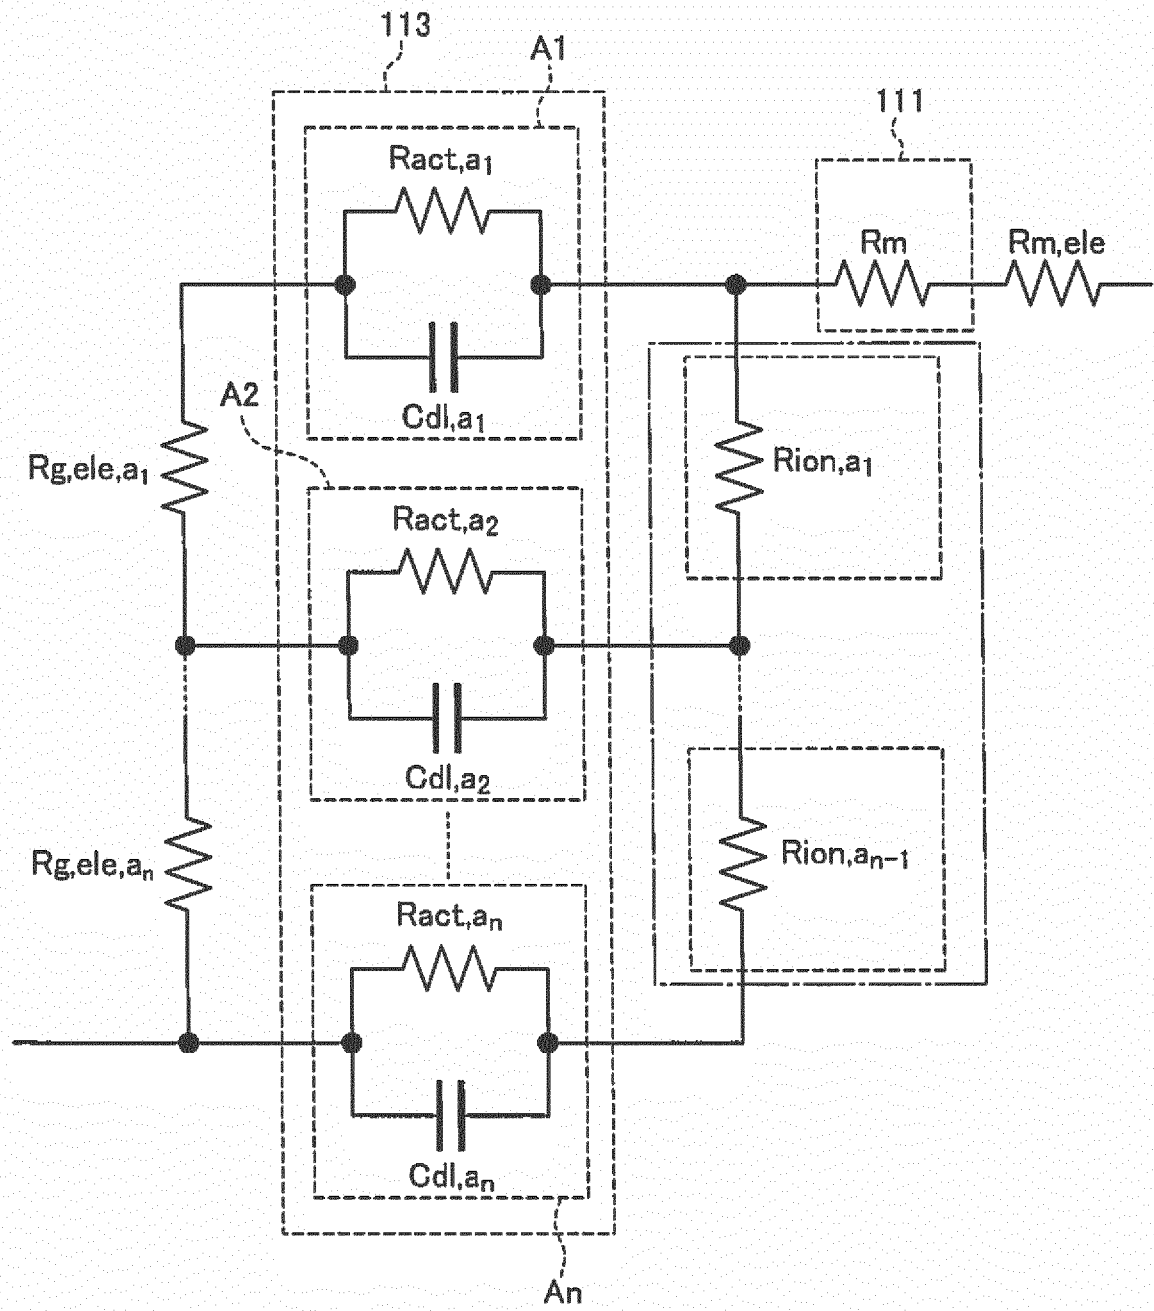 113
A1
111
Ract,a1
Rm
Rm,ele
Cdl,a1
A2
Rg,ele,a1
Rion,a1
Ract,a2
Cdl,a2
Rg,ele,an
Rion,an-1
Ract,an
Cdl,an
An